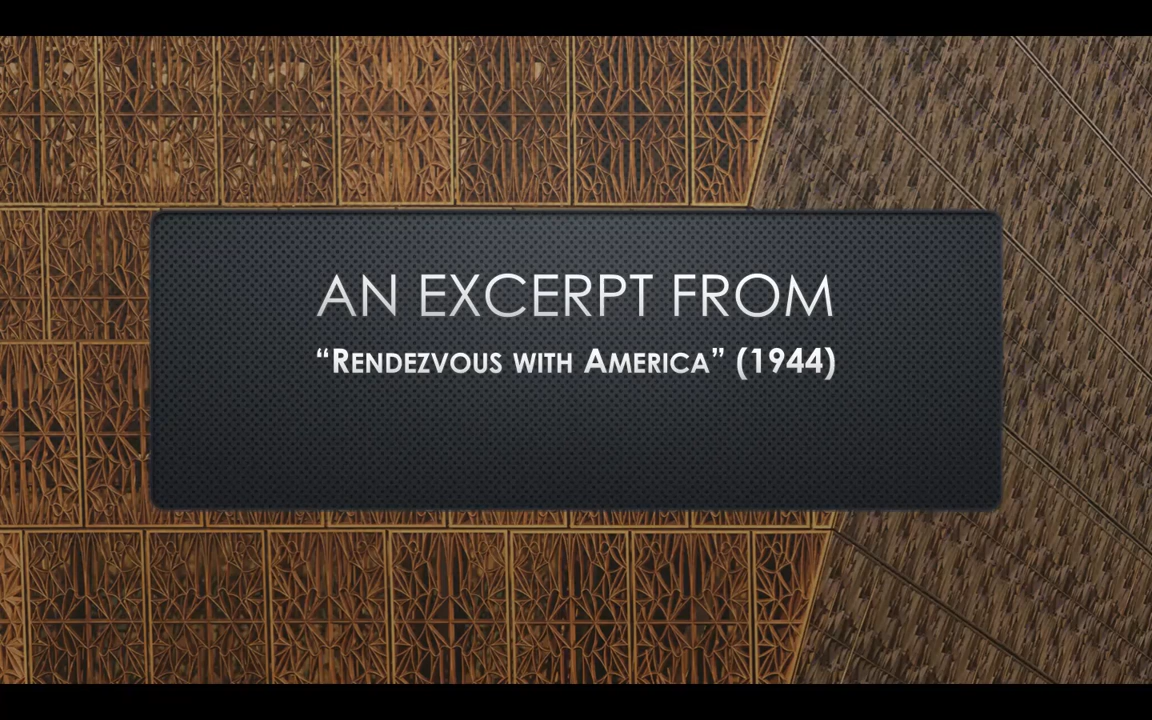 AN EXCERPT FROM
“RENDEZVOUS WITH AMERICA” (1944)